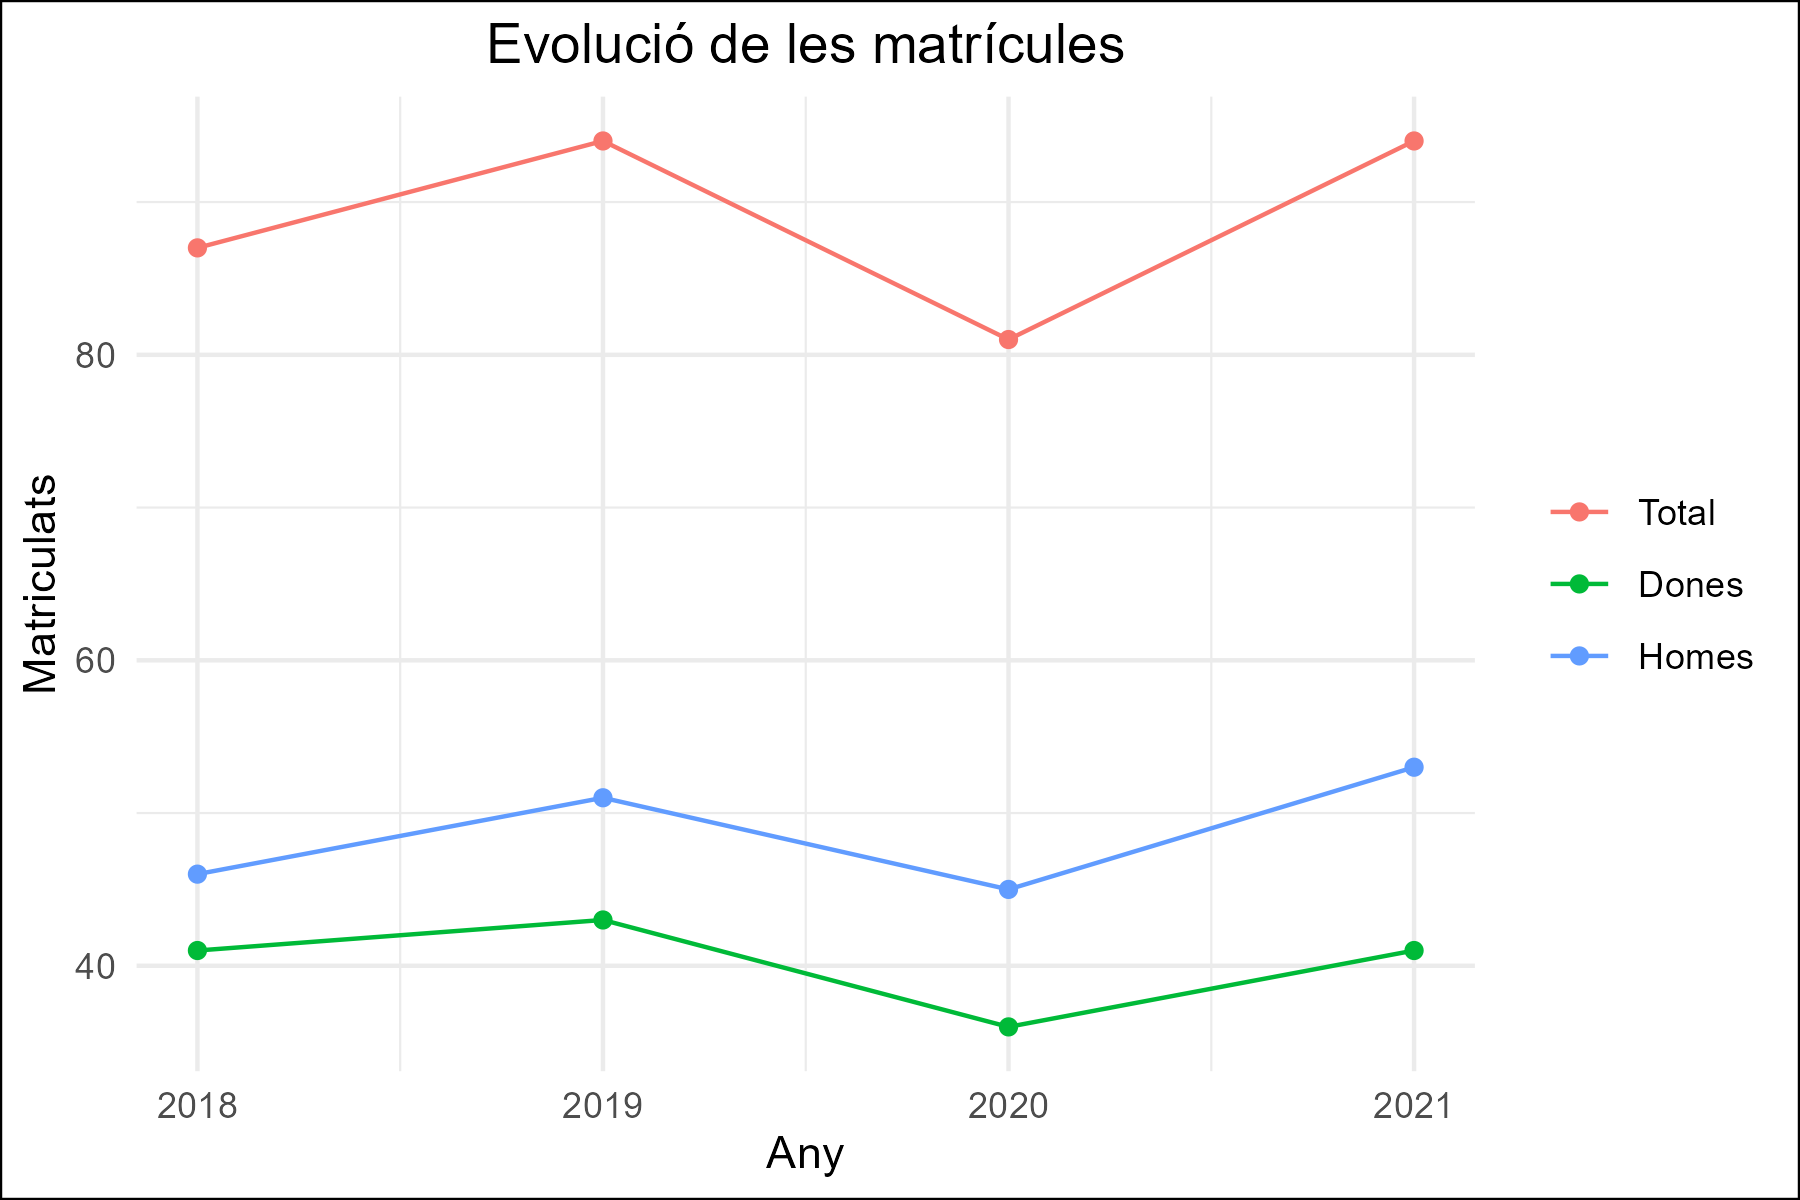 Evolució de les matrícules
Matriculats
80
60
40
2018
2019
2020
2021
Any
Total
Dones
Homes